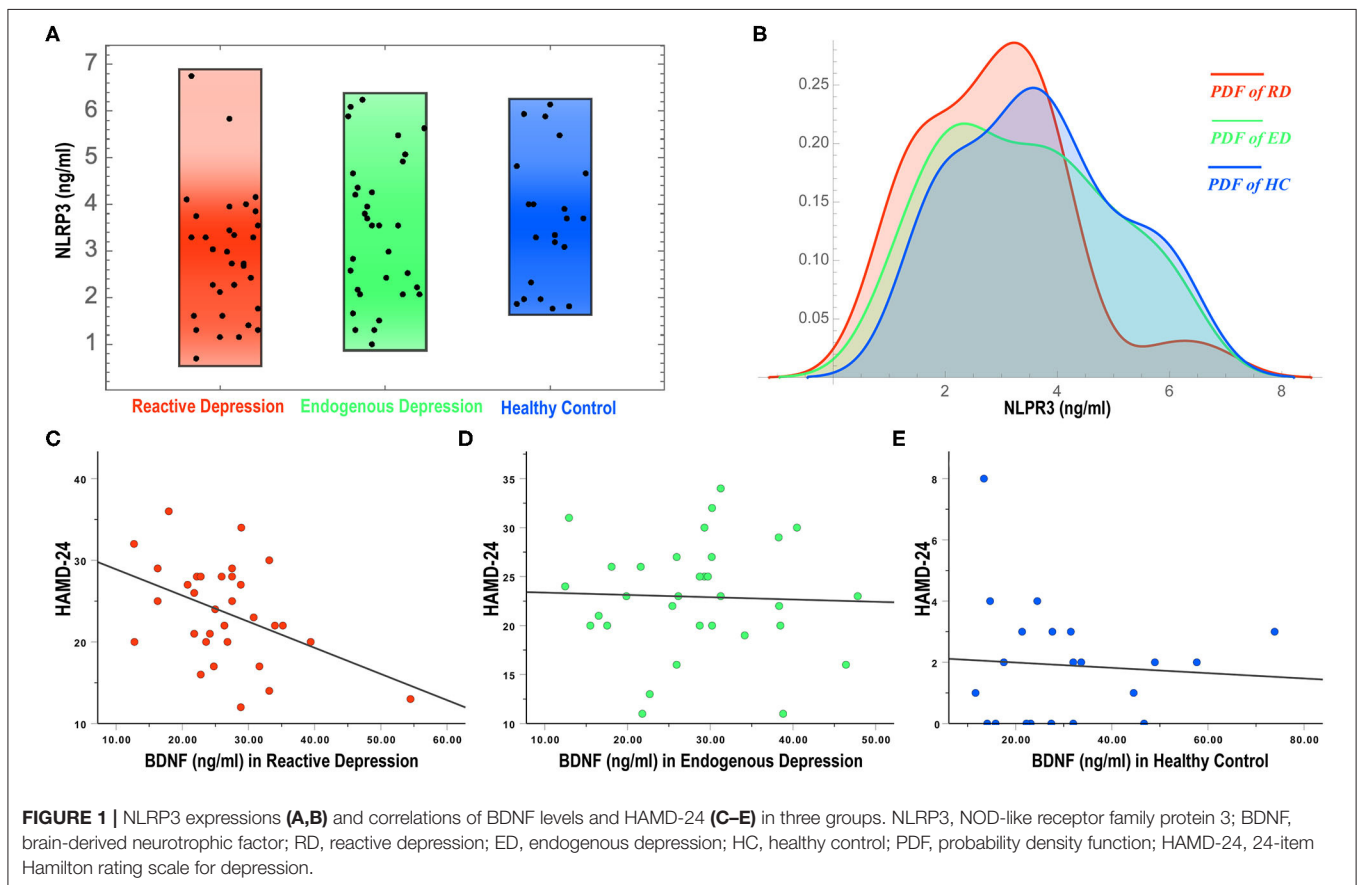 A
NLRP3 (ng/ml)
7
6
5
4
3
2
1
Reactive Depression Endogenous Depression Healthy Control
B
0.25
0.20
0.15
0.10
0.05
2 4 6 8
NLPR3 (ng/ml)
PDF of RD
PDF of ED
PDF of HC
C
HAMD-24
40
30
20
10
10.00 20.00 30.00 40.00 50.00 60.00
BDNF (ng/ml) in Reactive Depression
D
HAMD-24
35
30
25
20
15
10
10.00 20.00 30.00 40.00 50.00
BDNF (ng/ml) in Endogenous Depression
E
HAMD-24
8
6
4
2
0
20.00 40.00 60.00 80.00
BDNF (ng/ml) in Healthy Control
FIGURE 1 | NLRP3 expressions (A,B) and correlations of BDNF levels and HAMD-24 (C–E) in three groups. NLRP3, NOD-like receptor family protein 3; BDNF,
brain-derived neurotrophic factor; RD, reactive depression; ED, endogenous depression; HC, healthy control; PDF, probability density function; HAMD-24, 24-item
Hamilton rating scale for depression.